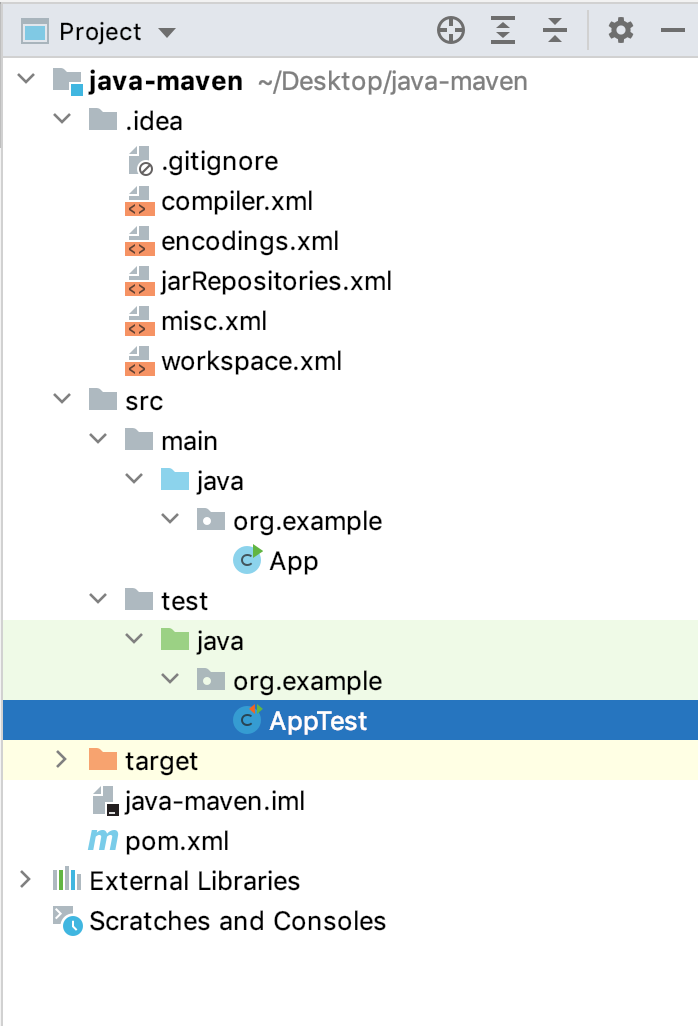 Project
java-maven ~/Desktop/java-maven
.idea
.gitignore
compiler.xml
encodings.xml
jarRepositories.xml
misc.xml
workspace.xml
src
main
java
org.example
C App
test
java
org.example
C AppTest
target
java-maven.iml
m pom.xml
External Libraries
Scratches and Consoles